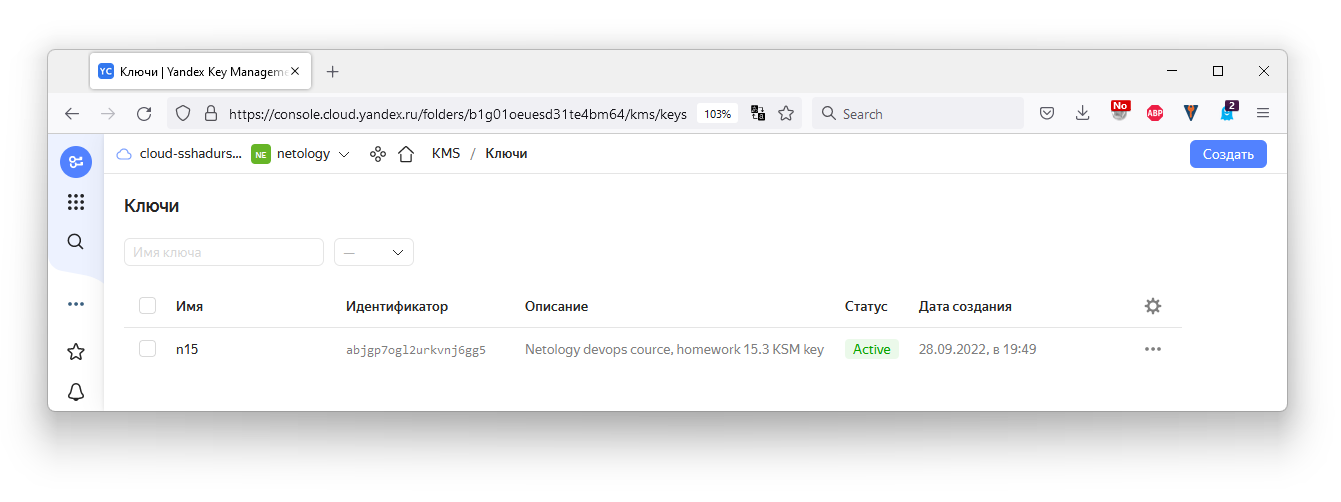 YC Ключи | Yandex Key Manageme
https://console.cloud.yandex.ru/folders/b1g01oeuesd31te4bm64/kms/keys 103% Search No ABP 2
cloud-sshadurs... NE netology KMS / Ключи Создать
Ключи
Имя ключа —
Имя Идентификатор Описание Статус Дата создания
n15 abjgp7ogl2urkvnj6gg5 Netology devops cource, homework 15.3 KSM key Active 28.09.2022, в 19:49